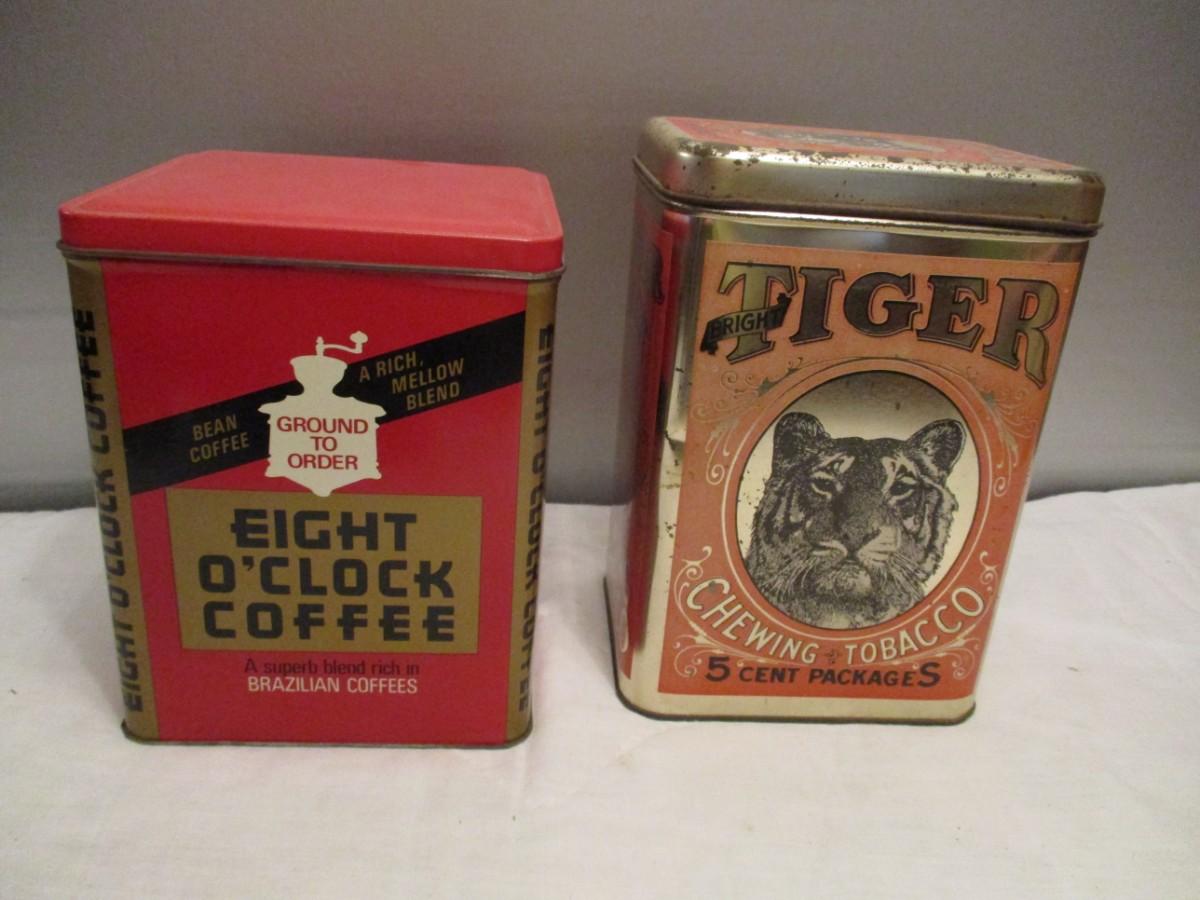 BEAN
COFFEE
A RICH,
MELLOW
BLEND
GROUND
TO
ORDER
EIGHT
O'CLOCK
COFFEE
A superb blend rich in
BRAZILIAN COFFEES
EIGHT O'CLOCK COFFEE
EIGHT O'CLOCK COFFEE
BRIGHT
TIGER
CHEWING TOBACCO
5 CENT PACKAGES